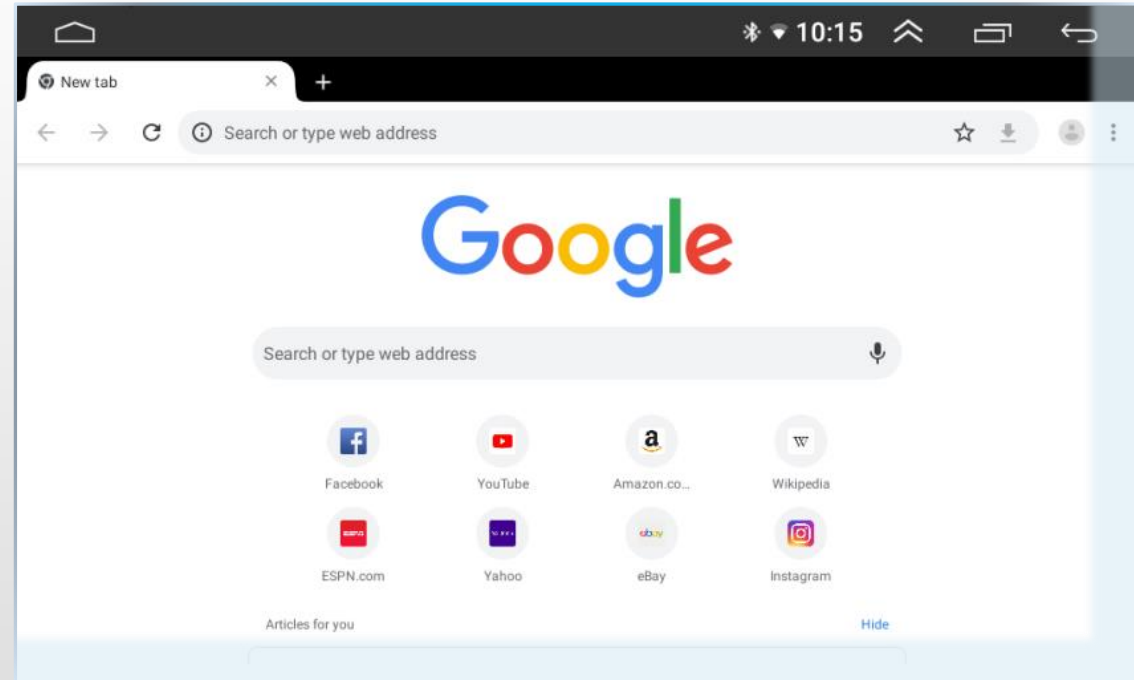 10:15
New tab
Search or type web address
Google
Search or type web address
Facebook YouTube Amazon.co... Wikipedia
ESPN.com Yahoo eBay Instagram
Articles for you Hide